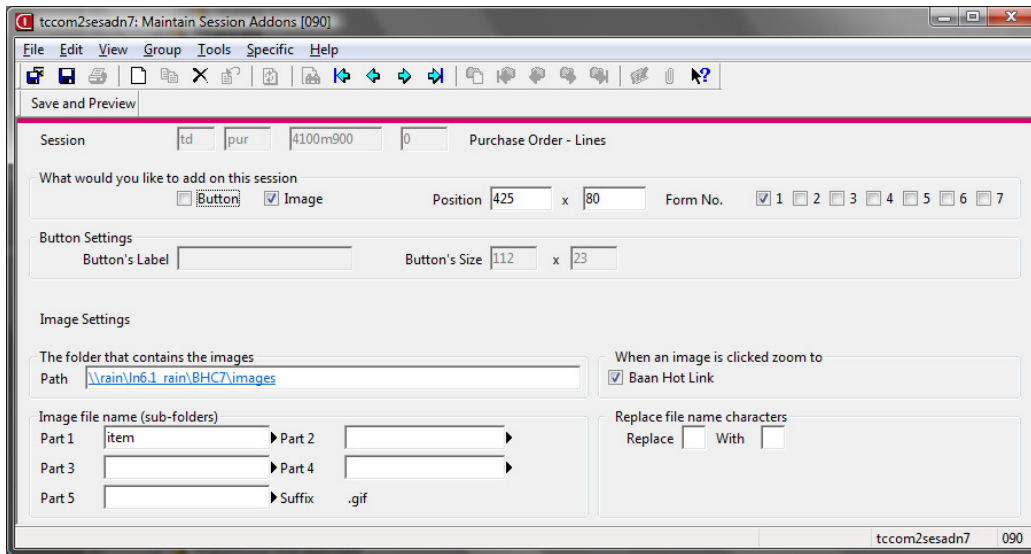 tccom2sesadn7: Maintain Session Addons [090]
File Edit View Group Tools Specific Help
Save and Preview
Session td pur 4100m900 0 Purchase Order - Lines
What would you like to add on this session
Button Image Position 425 x 80 Form No. 1 2 3 4 5 6 7
Button Settings
Button's Label Button's Size 112 x 23
Image Settings
The folder that contains the images When an image is clicked zoom to
Path \\rain\ln6.1_rain\BHC7\images Baan Hot Link
Image file name (sub-folders) Replace file name characters
Part 1 item Part 2 Replace With
Part 3 Part 4
Part 5 Suffix .gif
tccom2sesadn7 090